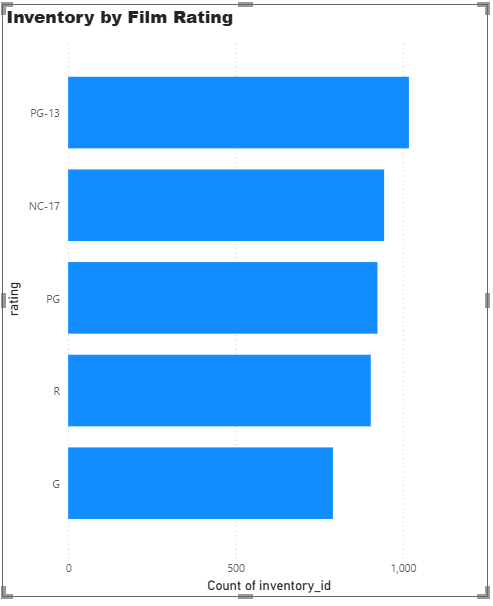 Inventory by Film Rating
PG-13
NC-17
PG
rating
R
G
0 500 1,000
Count of inventory_id